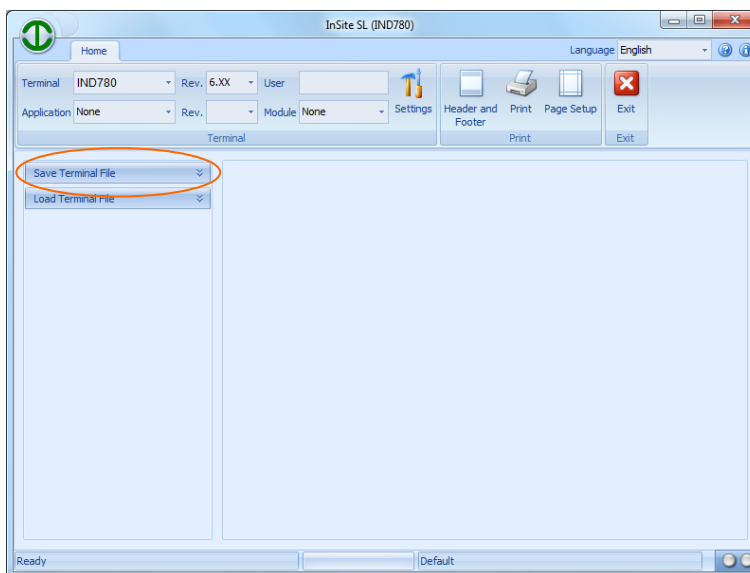 InSite SL (IND780)
Home
Language English
Terminal IND780 Rev. 6.XX User
Application None Rev. Module None
Settings
Header and Footer
Print
Page Setup
Exit
Terminal
Print
Exit
Save Terminal File
Load Terminal File
Ready
Default